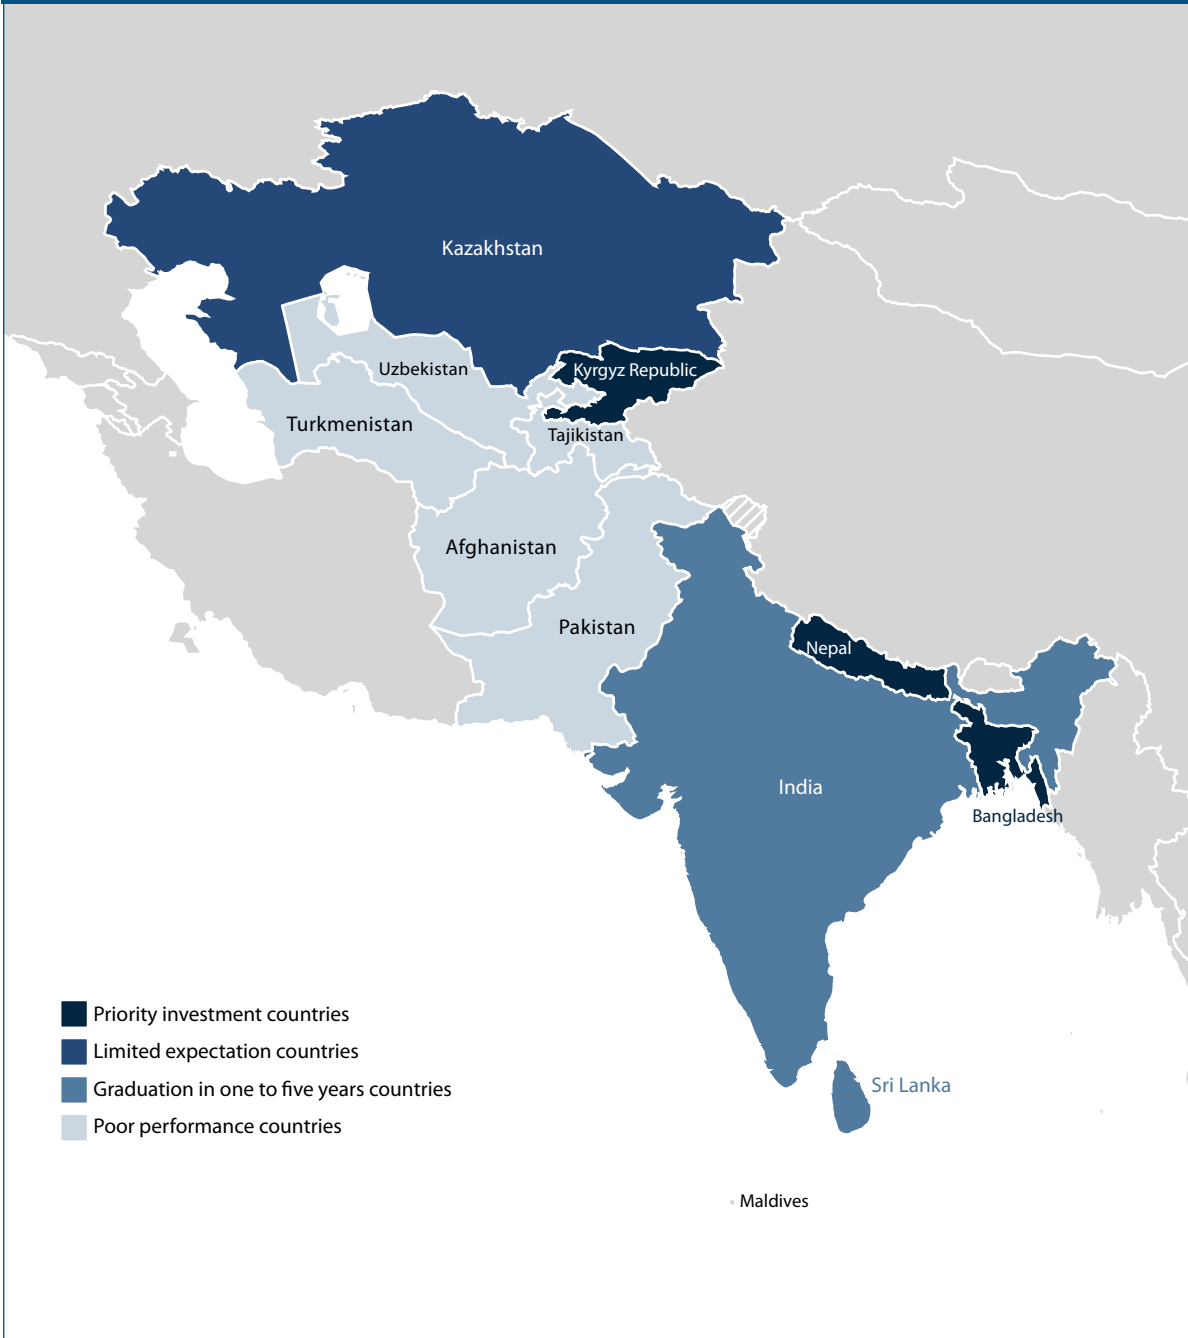 Kazakhstan
Uzbekistan
Kyrgyz Republic
Turkmenistan
Tajikistan
Afghanistan
Pakistan
Nepal
India
Bangladesh
Priority investment countries
Limited expectation countries
Graduation in one to five years countries
Poor performance countries
Sri Lanka
Maldives